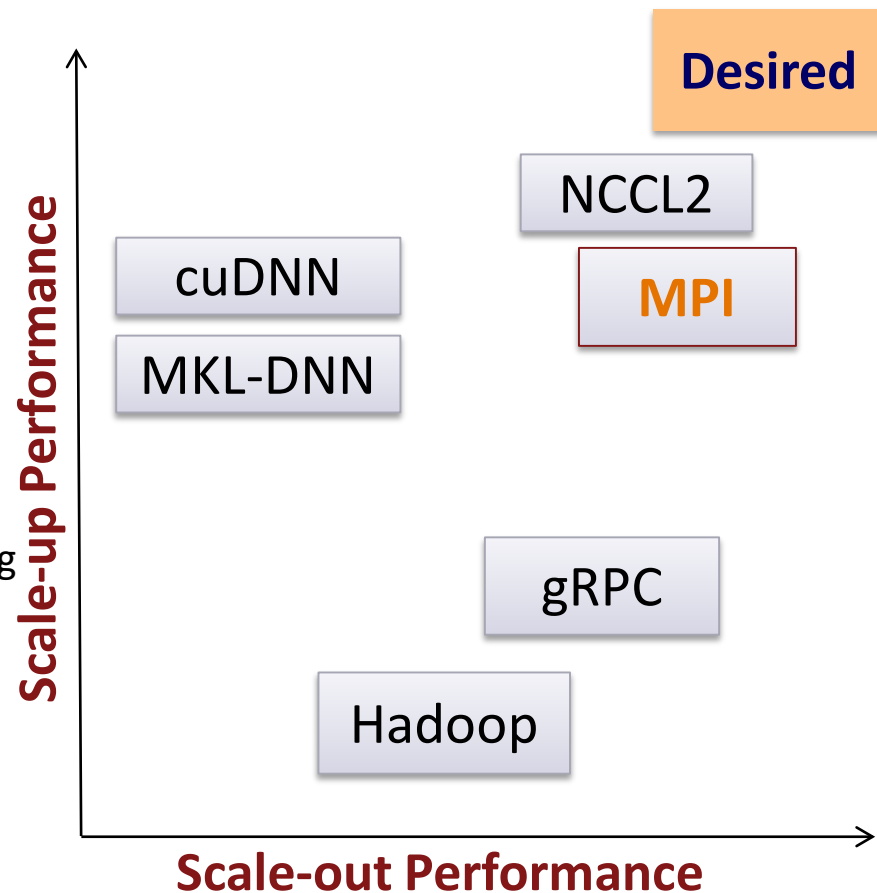 Desired
NCCL2
cuDNN
MPI
MKL-DNN
Scale-up Performance
g
gRPC
Hadoop
Scale-out Performance